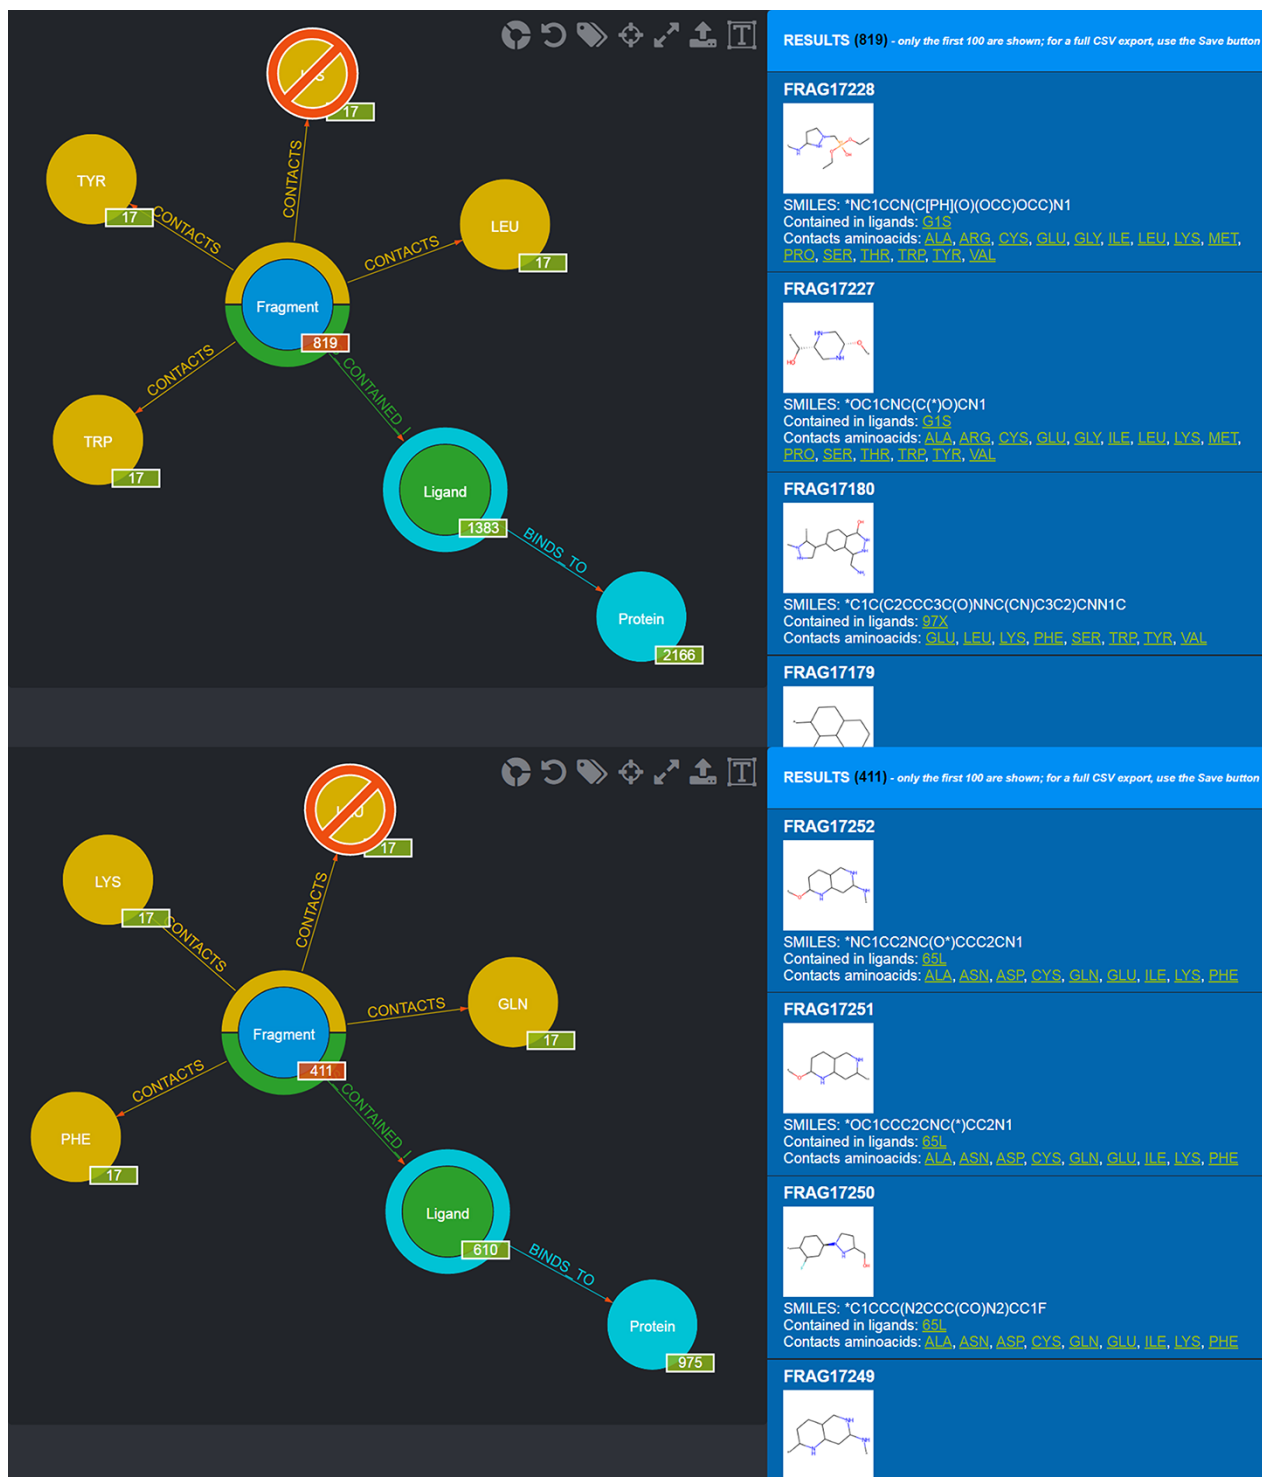 17
TYR
17
CONTACTS
CONTACTS
LEU
17
CONTACTS
Fragment
819
CONTACTS
TRP
17
CONTAINED_I
Ligand
1383
BINDS_TO
Protein
2166
RESULTS (819) - only the first 100 are shown; for a full CSV export, use the Save button
FRAG17228
SMILES: *NC1CCN(C[PH](O)(OCC)OCC)N1
Contained in ligands: G1S
Contacts aminoacids: ALA, ARG, CYS, GLU, GLY, ILE, LEU, LYS, MET,
PRO, SER, THR, TRP, TYR, VAL
FRAG17227
SMILES: *OC1CNC(C(*)O)CN1
Contained in ligands: G1S
Contacts aminoacids: ALA, ARG, CYS, GLU, GLY, ILE, LEU, LYS, MET,
PRO, SER, THR, TRP, TYR, VAL
FRAG17180
SMILES: *C1C(C2CCC3C(O)NNC(CN)C3C2)CNN1C
Contained in ligands: 97X
Contacts aminoacids: GLU, LEU, LYS, PHE, SER, TRP, TYR, VAL
FRAG17179
17
LYS
17
CONTACTS
CONTACTS
GLN
17
CONTACTS
Fragment
411
CONTACTS
PHE
17
CONTAINED_I
Ligand
610
BINDS_TO
Protein
975
RESULTS (411) - only the first 100 are shown; for a full CSV export, use the Save button
FRAG17252
SMILES: *NC1CC2NC(O*)CCC2CN1
Contained in ligands: 65L
Contacts aminoacids: ALA, ASN, ASP, CYS, GLN, GLU, ILE, LYS, PHE
FRAG17251
SMILES: *OC1CCC2CNC(*)CC2N1
Contained in ligands: 65L
Contacts aminoacids: ALA, ASN, ASP, CYS, GLN, GLU, ILE, LYS, PHE
FRAG17250
SMILES: *C1CCC(N2CCC(CO)N2)CC1F
Contained in ligands: 65L
Contacts aminoacids: ALA, ASN, ASP, CYS, GLN, GLU, ILE, LYS, PHE
FRAG17249